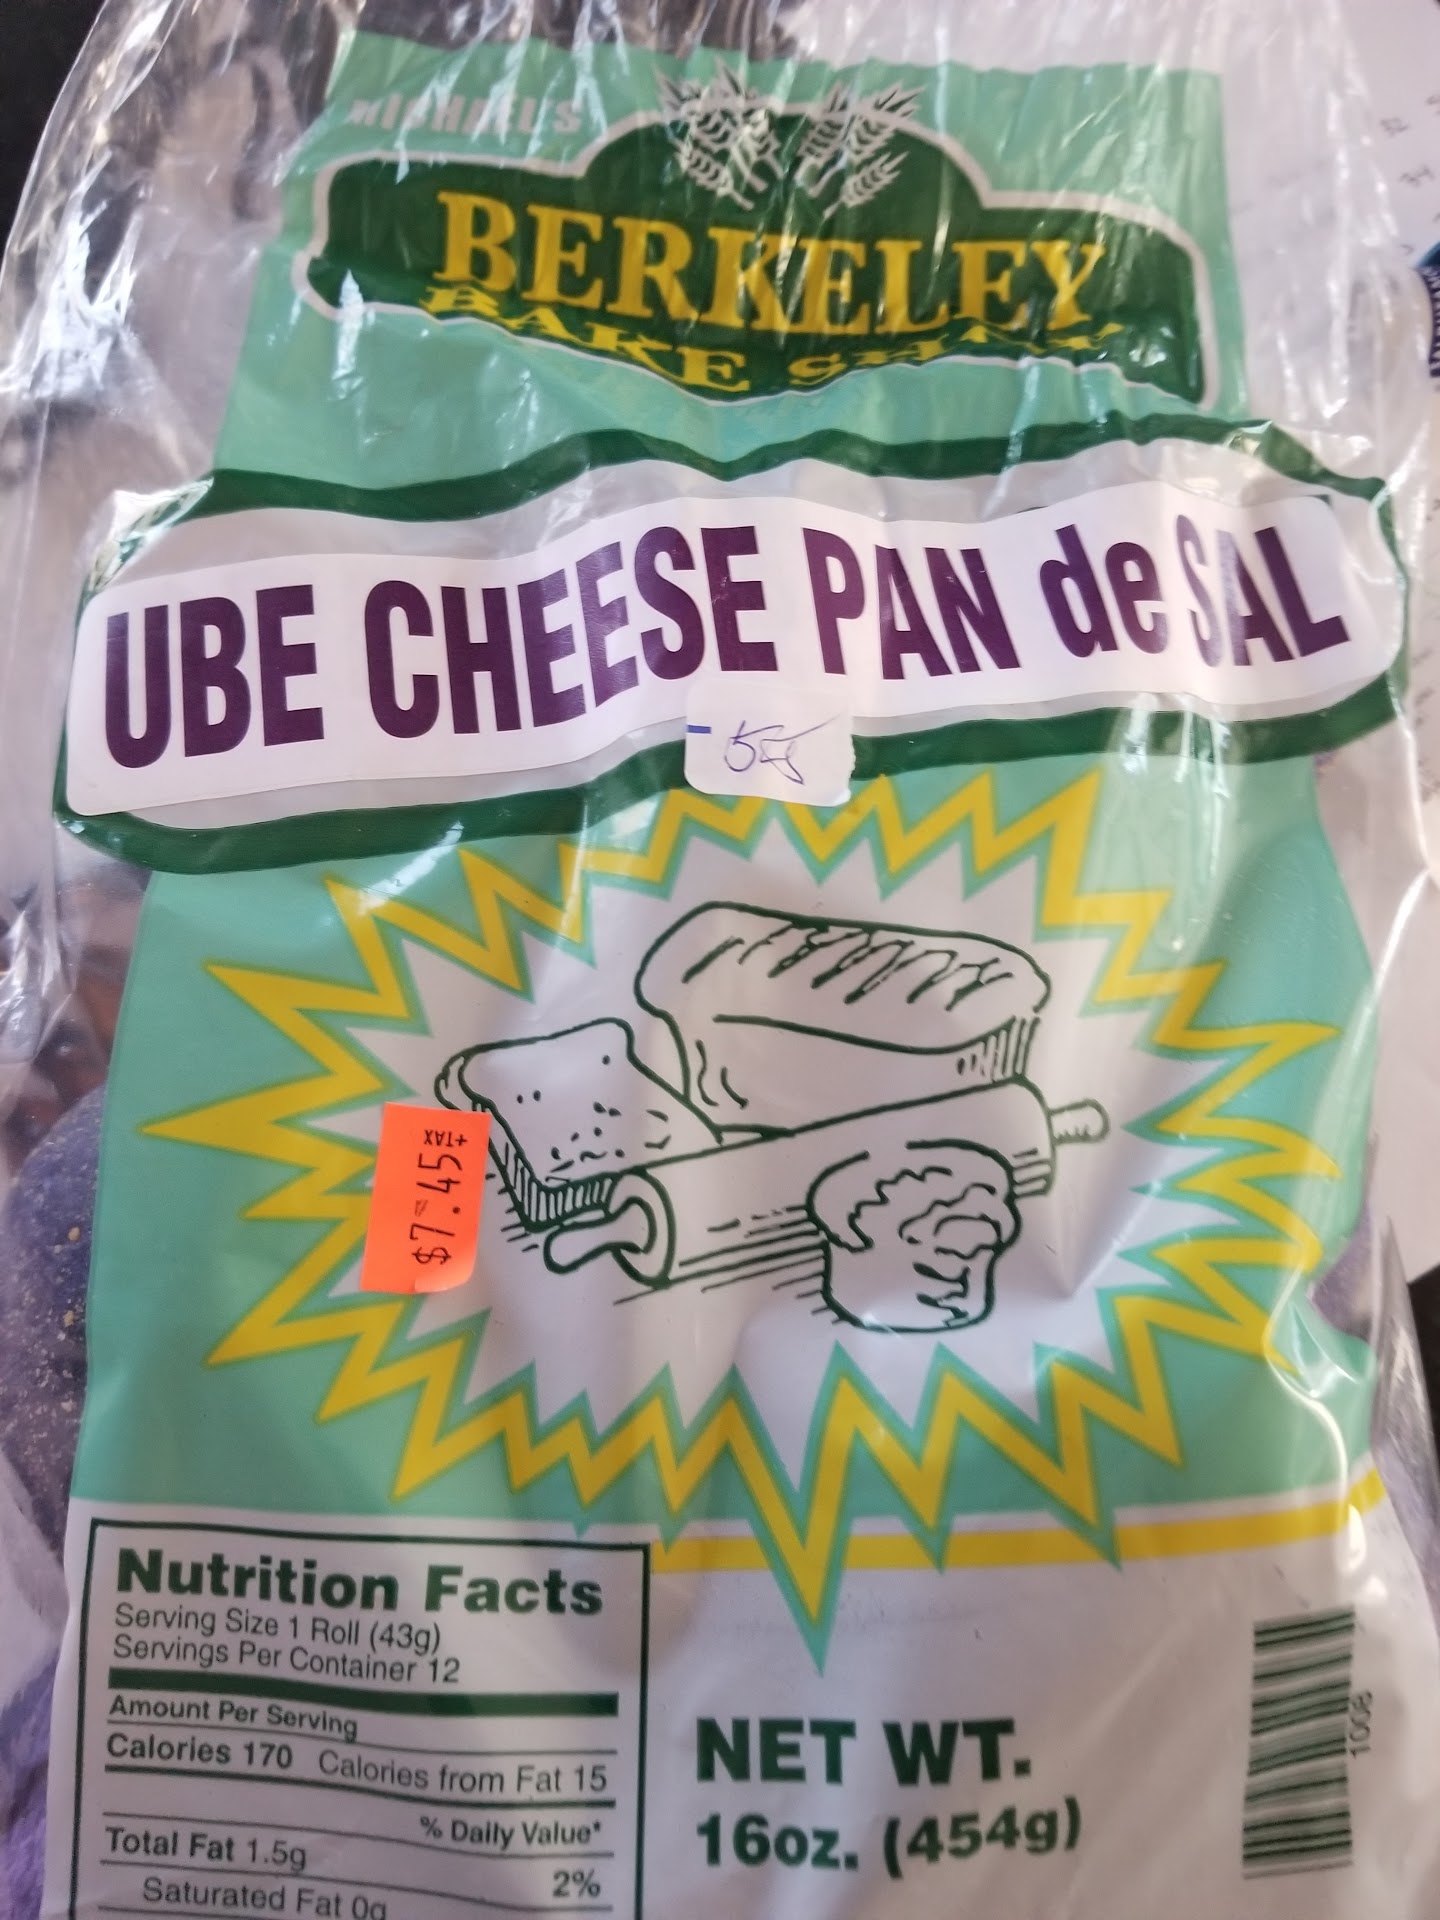 MICHAEL'S
BERKELEY
BAKE SHOP
UBE CHEESE PAN de SAL
$7.45 +TAX
Nutrition Facts
Serving Size 1 Roll (43g)
Servings Per Container 12
Amount Per Serving
Calories 170 Calories from Fat 15
% Daily Value*
Total Fat 1.5g 2%
Saturated Fat 0g
NET WT.
16oz. (454g)
1008